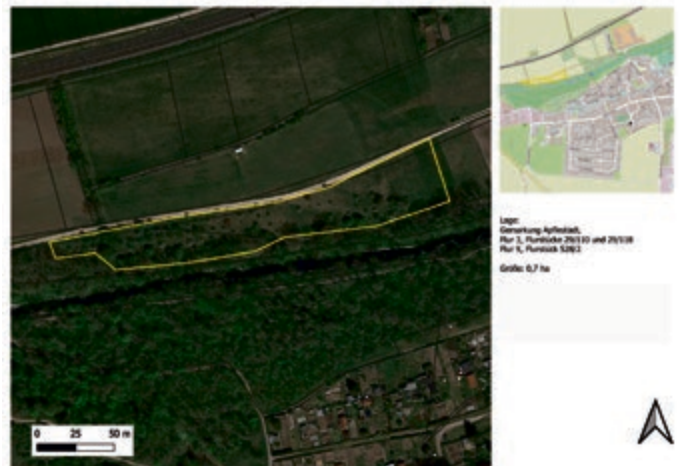 Lage:
Gemarkung Apfelstädt,
Flur 3, Flurstücke 29/110 und 29/118
Flur 9, Flurstück 528/2
Größe: 0,7 ha
0 25 50 m